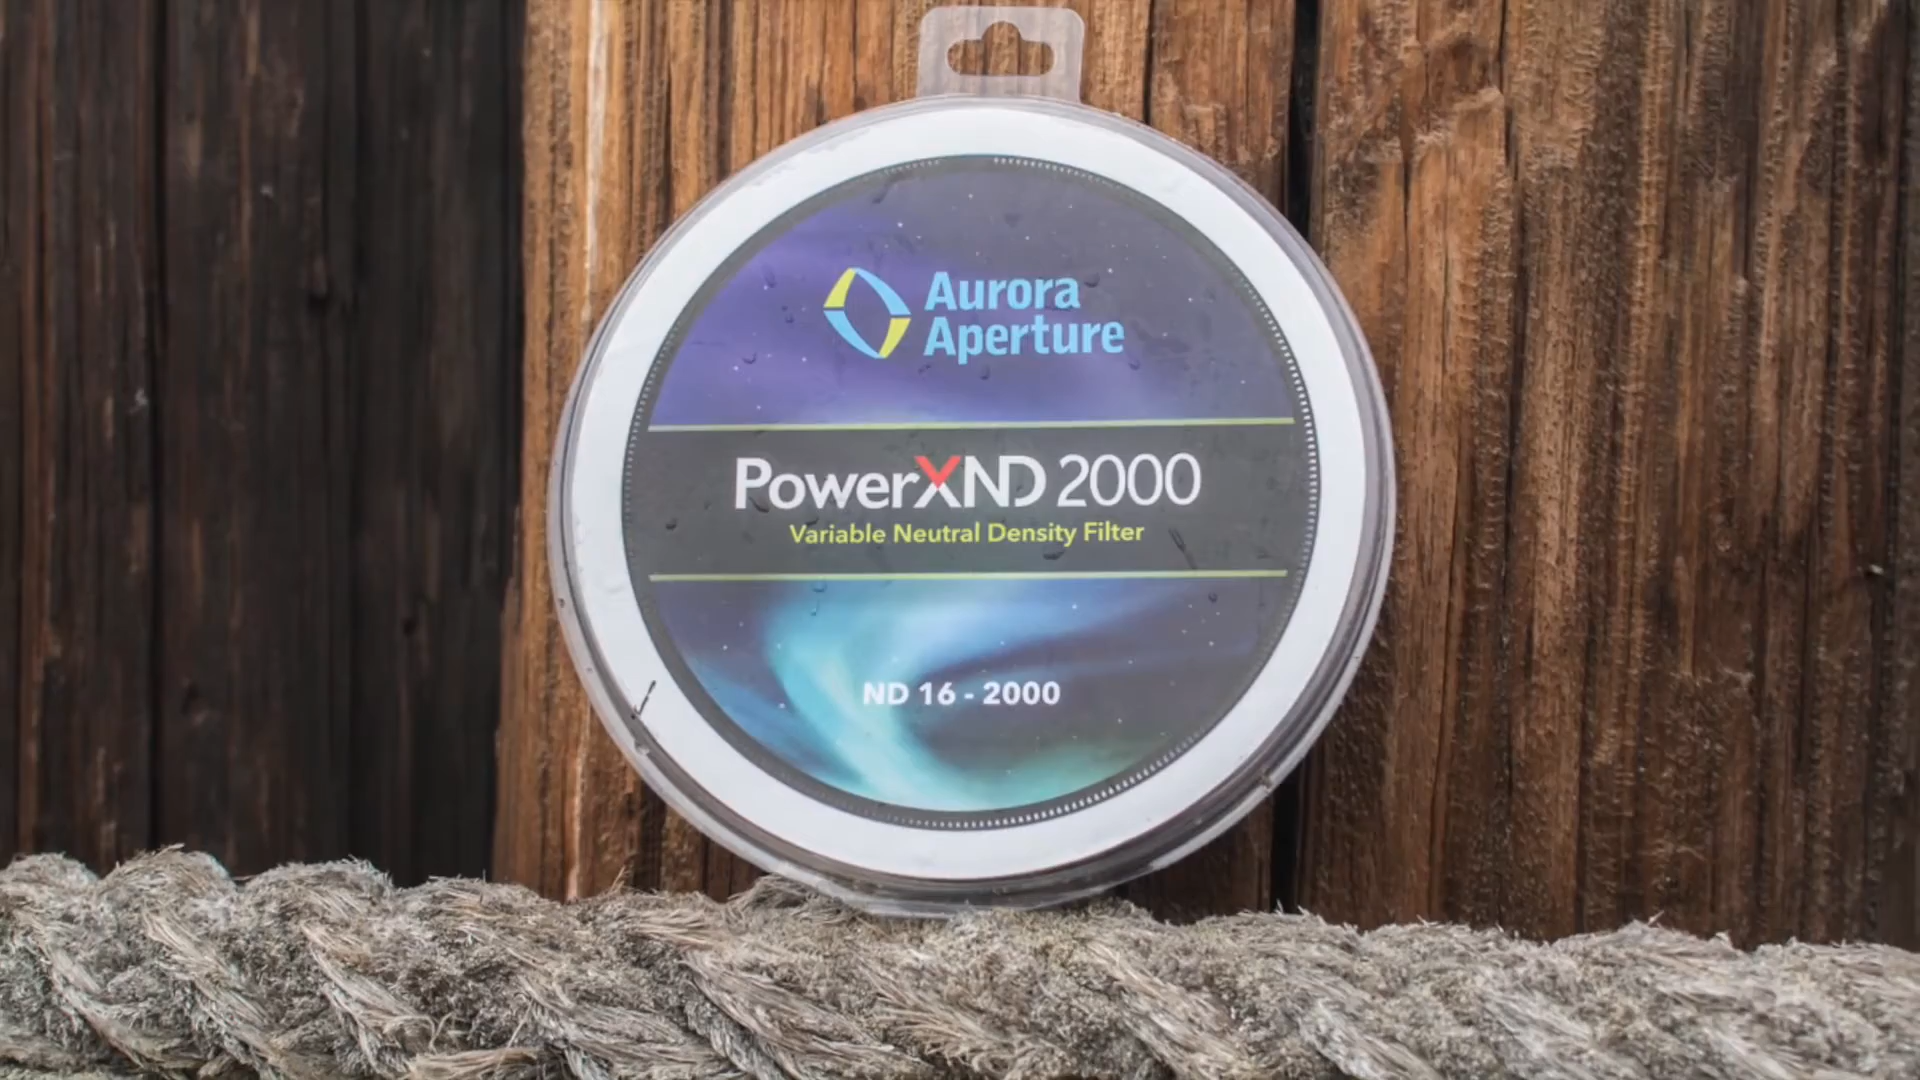 Aurora
Aperture
PowerXND 2000
Variable Neutral Density Filter
ND 16 - 2000